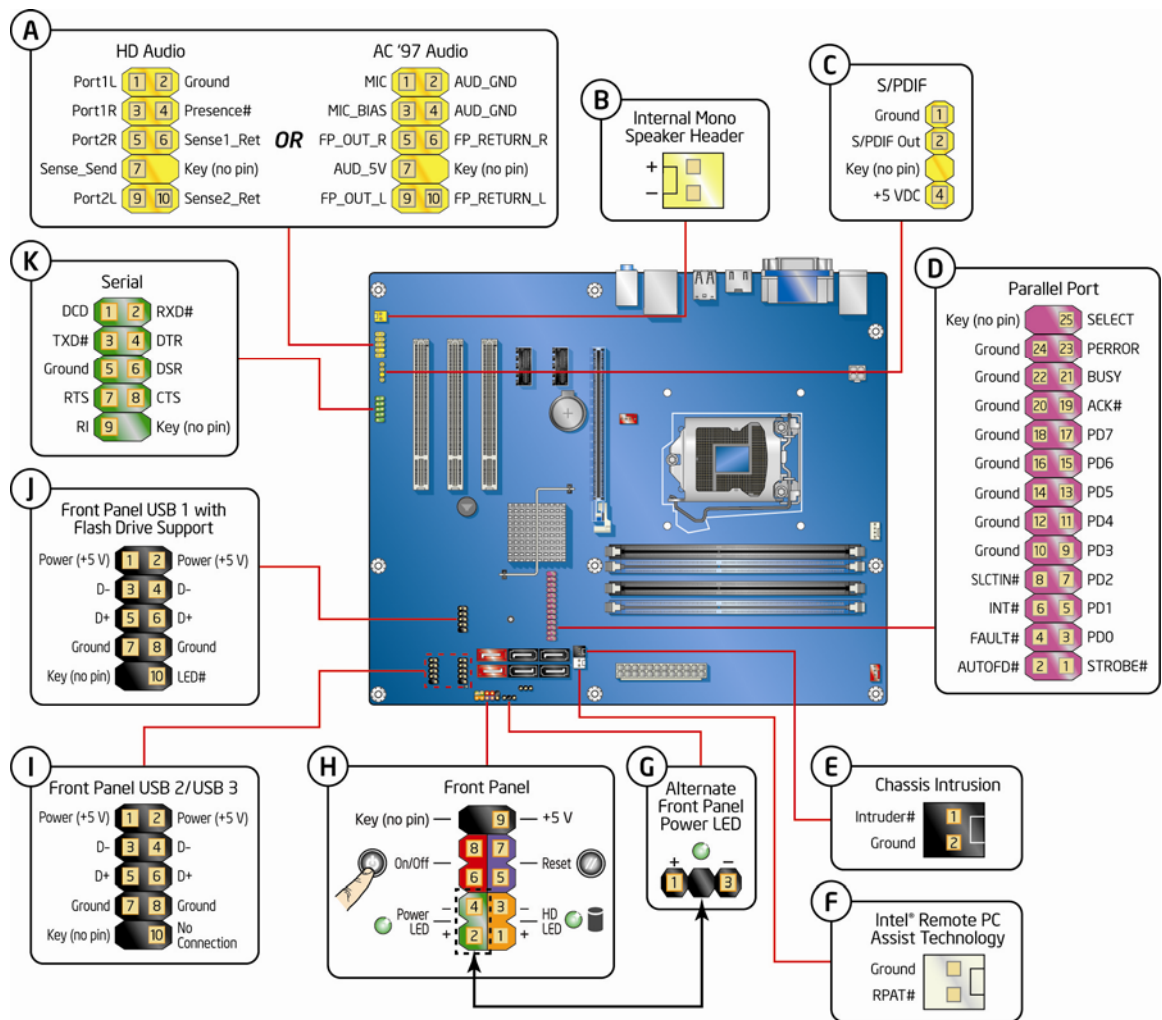 A
HD Audio
Port1L 1 2 Ground
Port1R 3 4 Presence#
Port2R 5 6 Sense1_Ret
Sense_Send 7 Key (no pin)
Port2L 9 10 Sense2_Ret
OR
AC '97 Audio
MIC 1 2 AUD_GND
MIC_BIAS 3 4 AUD_GND
FP_OUT_R 5 6 FP_RETURN_R
AUD_5V 7 Key (no pin)
FP_OUT_L 9 10 FP_RETURN_L
B
Internal Mono
Speaker Header
+
−
C
S/PDIF
Ground 1
S/PDIF Out 2
Key (no pin)
+5 VDC 4
K
Serial
DCD 1 2 RXD#
TXD# 3 4 DTR
Ground 5 6 DSR
RTS 7 8 CTS
RI 9 Key (no pin)
D
Parallel Port
Key (no pin) 25 SELECT
Ground 24 23 PERROR
Ground 22 21 BUSY
Ground 20 19 ACK#
Ground 18 17 PD7
Ground 16 15 PD6
Ground 14 13 PD5
Ground 12 11 PD4
Ground 10 9 PD3
SLCTIN# 8 7 PD2
INT# 6 5 PD1
FAULT# 4 3 PD0
AUTOFD# 2 1 STROBE#
J
Front Panel USB 1 with
Flash Drive Support
Power (+5 V) 1 2 Power (+5 V)
D- 3 4 D-
D+ 5 6 D+
Ground 7 8 Ground
Key (no pin) 10 LED#
I
Front Panel USB 2/USB 3
Power (+5 V) 1 2 Power (+5 V)
D- 3 4 D-
D+ 5 6 D+
Ground 7 8 Ground
Key (no pin) 10 No
Connection
H
Front Panel
Key (no pin) 9 +5 V
8 7
On/Off Reset
6 5
− 4 3 −
Power
LED
HD
LED
+ 2 1 +
G
Alternate
Front Panel
Power LED
+ −
1 3
E
Chassis Intrusion
Intruder# 1
Ground 2
F
Intel® Remote PC
Assist Technology
Ground
RPAT#